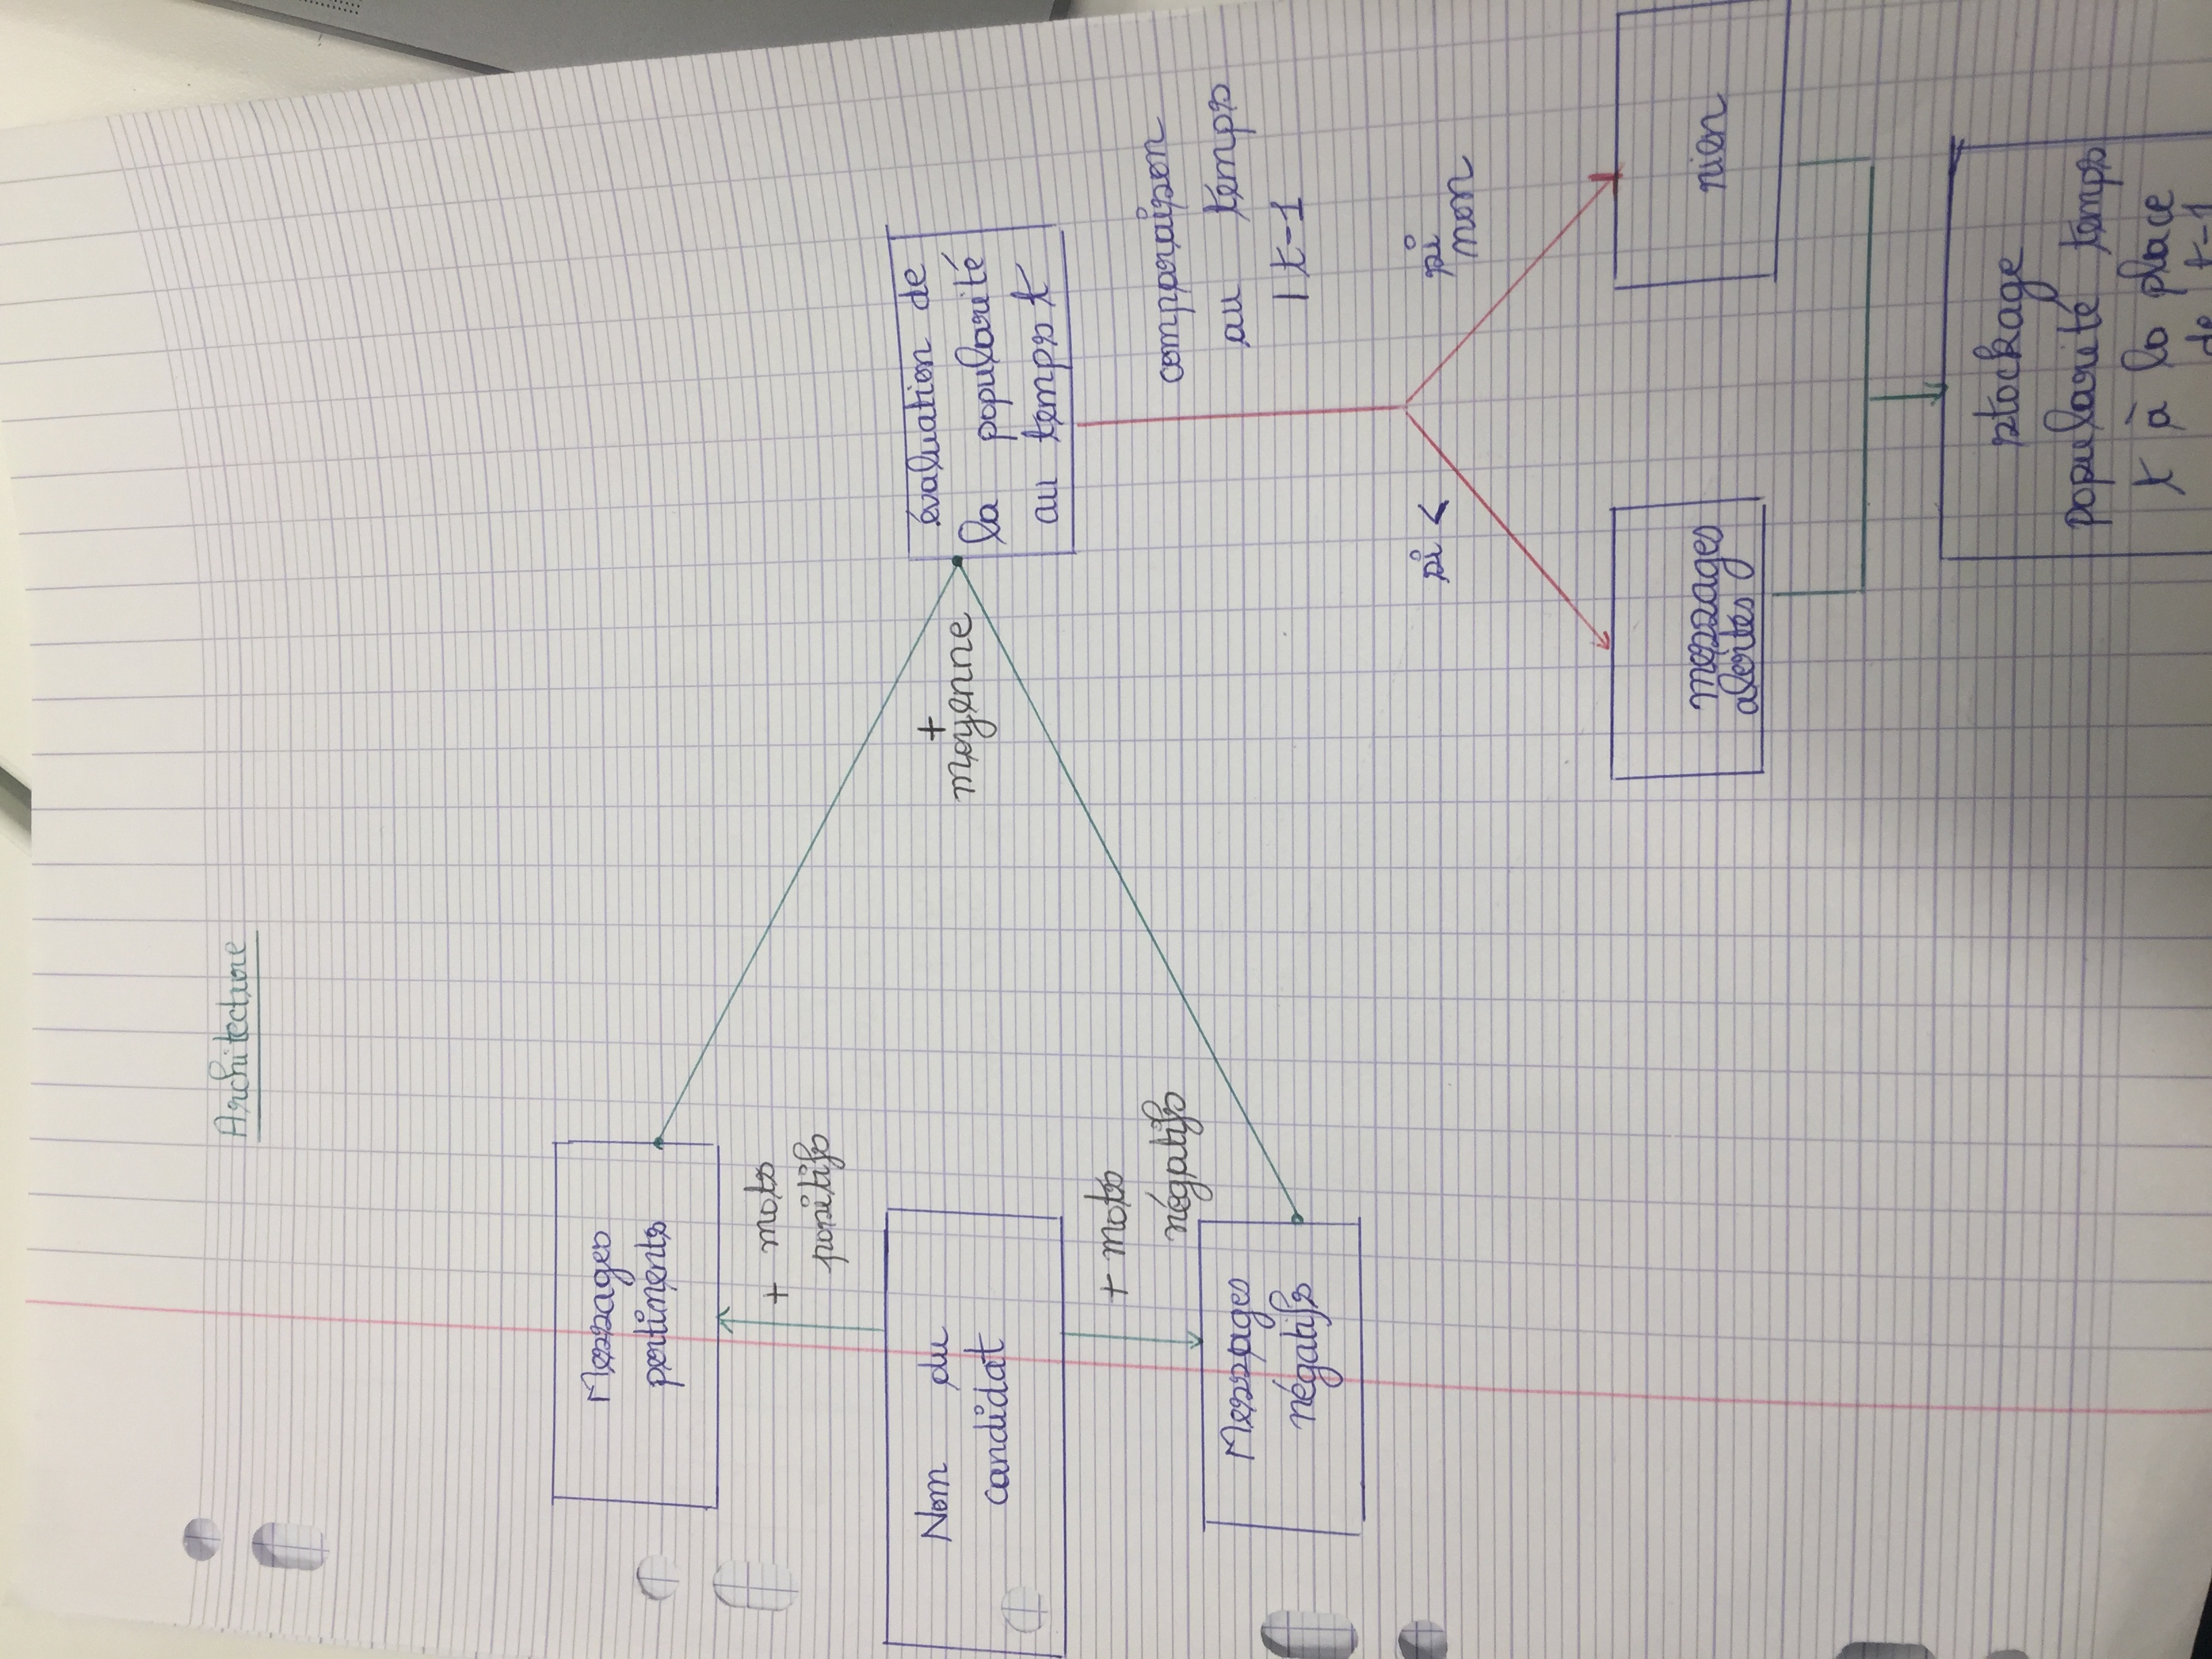 Architecture
Messages
pertinents
+ mots
positifs
Nom du
candidat
+ mots
négatifs
Messages
négatifs
+
moyenne
évaluation de
la popularité
au temps t
comparaison
au temps
t-1
si <
si
non
messages
alertes
rien
stockage
popularité temps
t à la place
de t-1